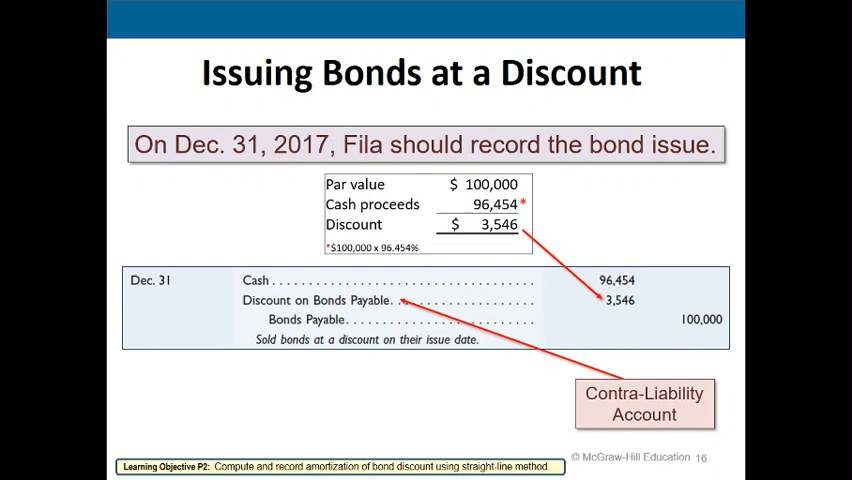 Issuing Bonds at a Discount
On Dec. 31, 2017, Fila should record the bond issue.
Par value $ 100,000
Cash proceeds 96,454 *
Discount $ 3,546
*$100,000 x 96.454%
Dec. 31 Cash . . . . . . . . . . . . . . . . . . . . . . . . . . . . . . . . . . . . . 96,454
Discount on Bonds Payable. . . . . . . . . . . . . . . . . . . . 3,546
Bonds Payable. . . . . . . . . . . . . . . . . . . . . . . . . . . 100,000
Sold bonds at a discount on their issue date.
Contra-Liability
Account
© McGraw-Hill Education 16
Learning Objective P2: Compute and record amortization of bond discount using straight-line method.